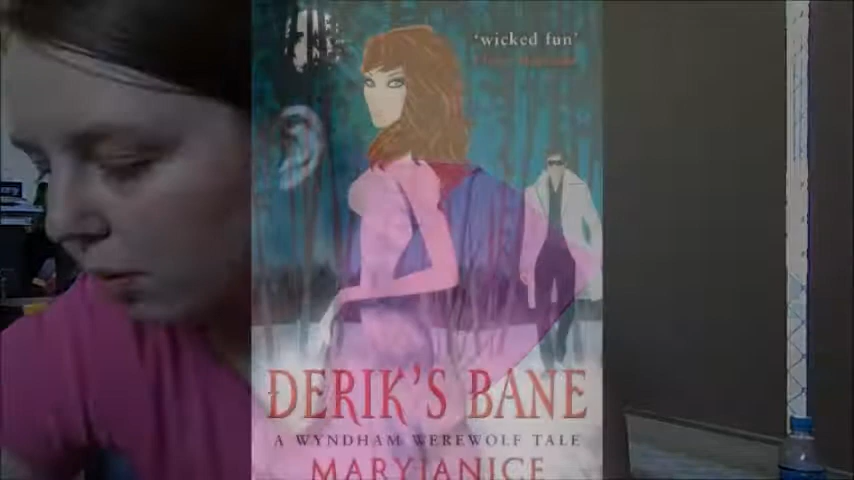 'wicked fun'
DERIK'S BANE
A WYNDHAM WEREWOLF TALE
MARYJANICE